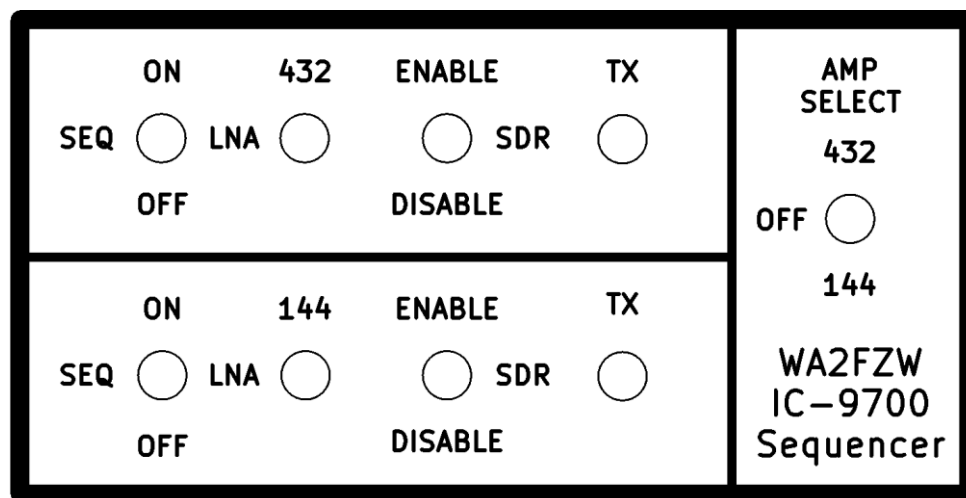 ON 432 ENABLE TX
SEQ LNA SDR
OFF DISABLE
ON 144 ENABLE TX
SEQ LNA SDR
OFF DISABLE
AMP
SELECT
432
OFF
144
WA2FZW
IC-9700
Sequencer